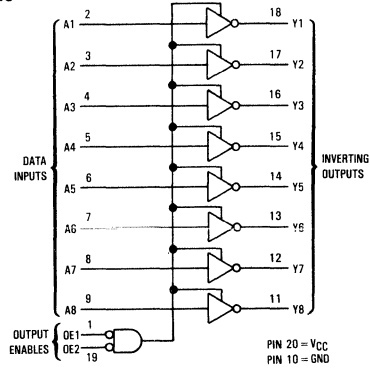 A1 2 18 Y1
A2 3 17 Y2
A3 4 16 Y3
A4 5 15 Y4
DATA INPUTS
INVERTING OUTPUTS
A5 6 14 Y5
A6 7 13 Y6
A7 8 12 Y7
A8 9 11 Y8
OUTPUT ENABLES
OE1 1
OE2 19
PIN 20 = VCC
PIN 10 = GND